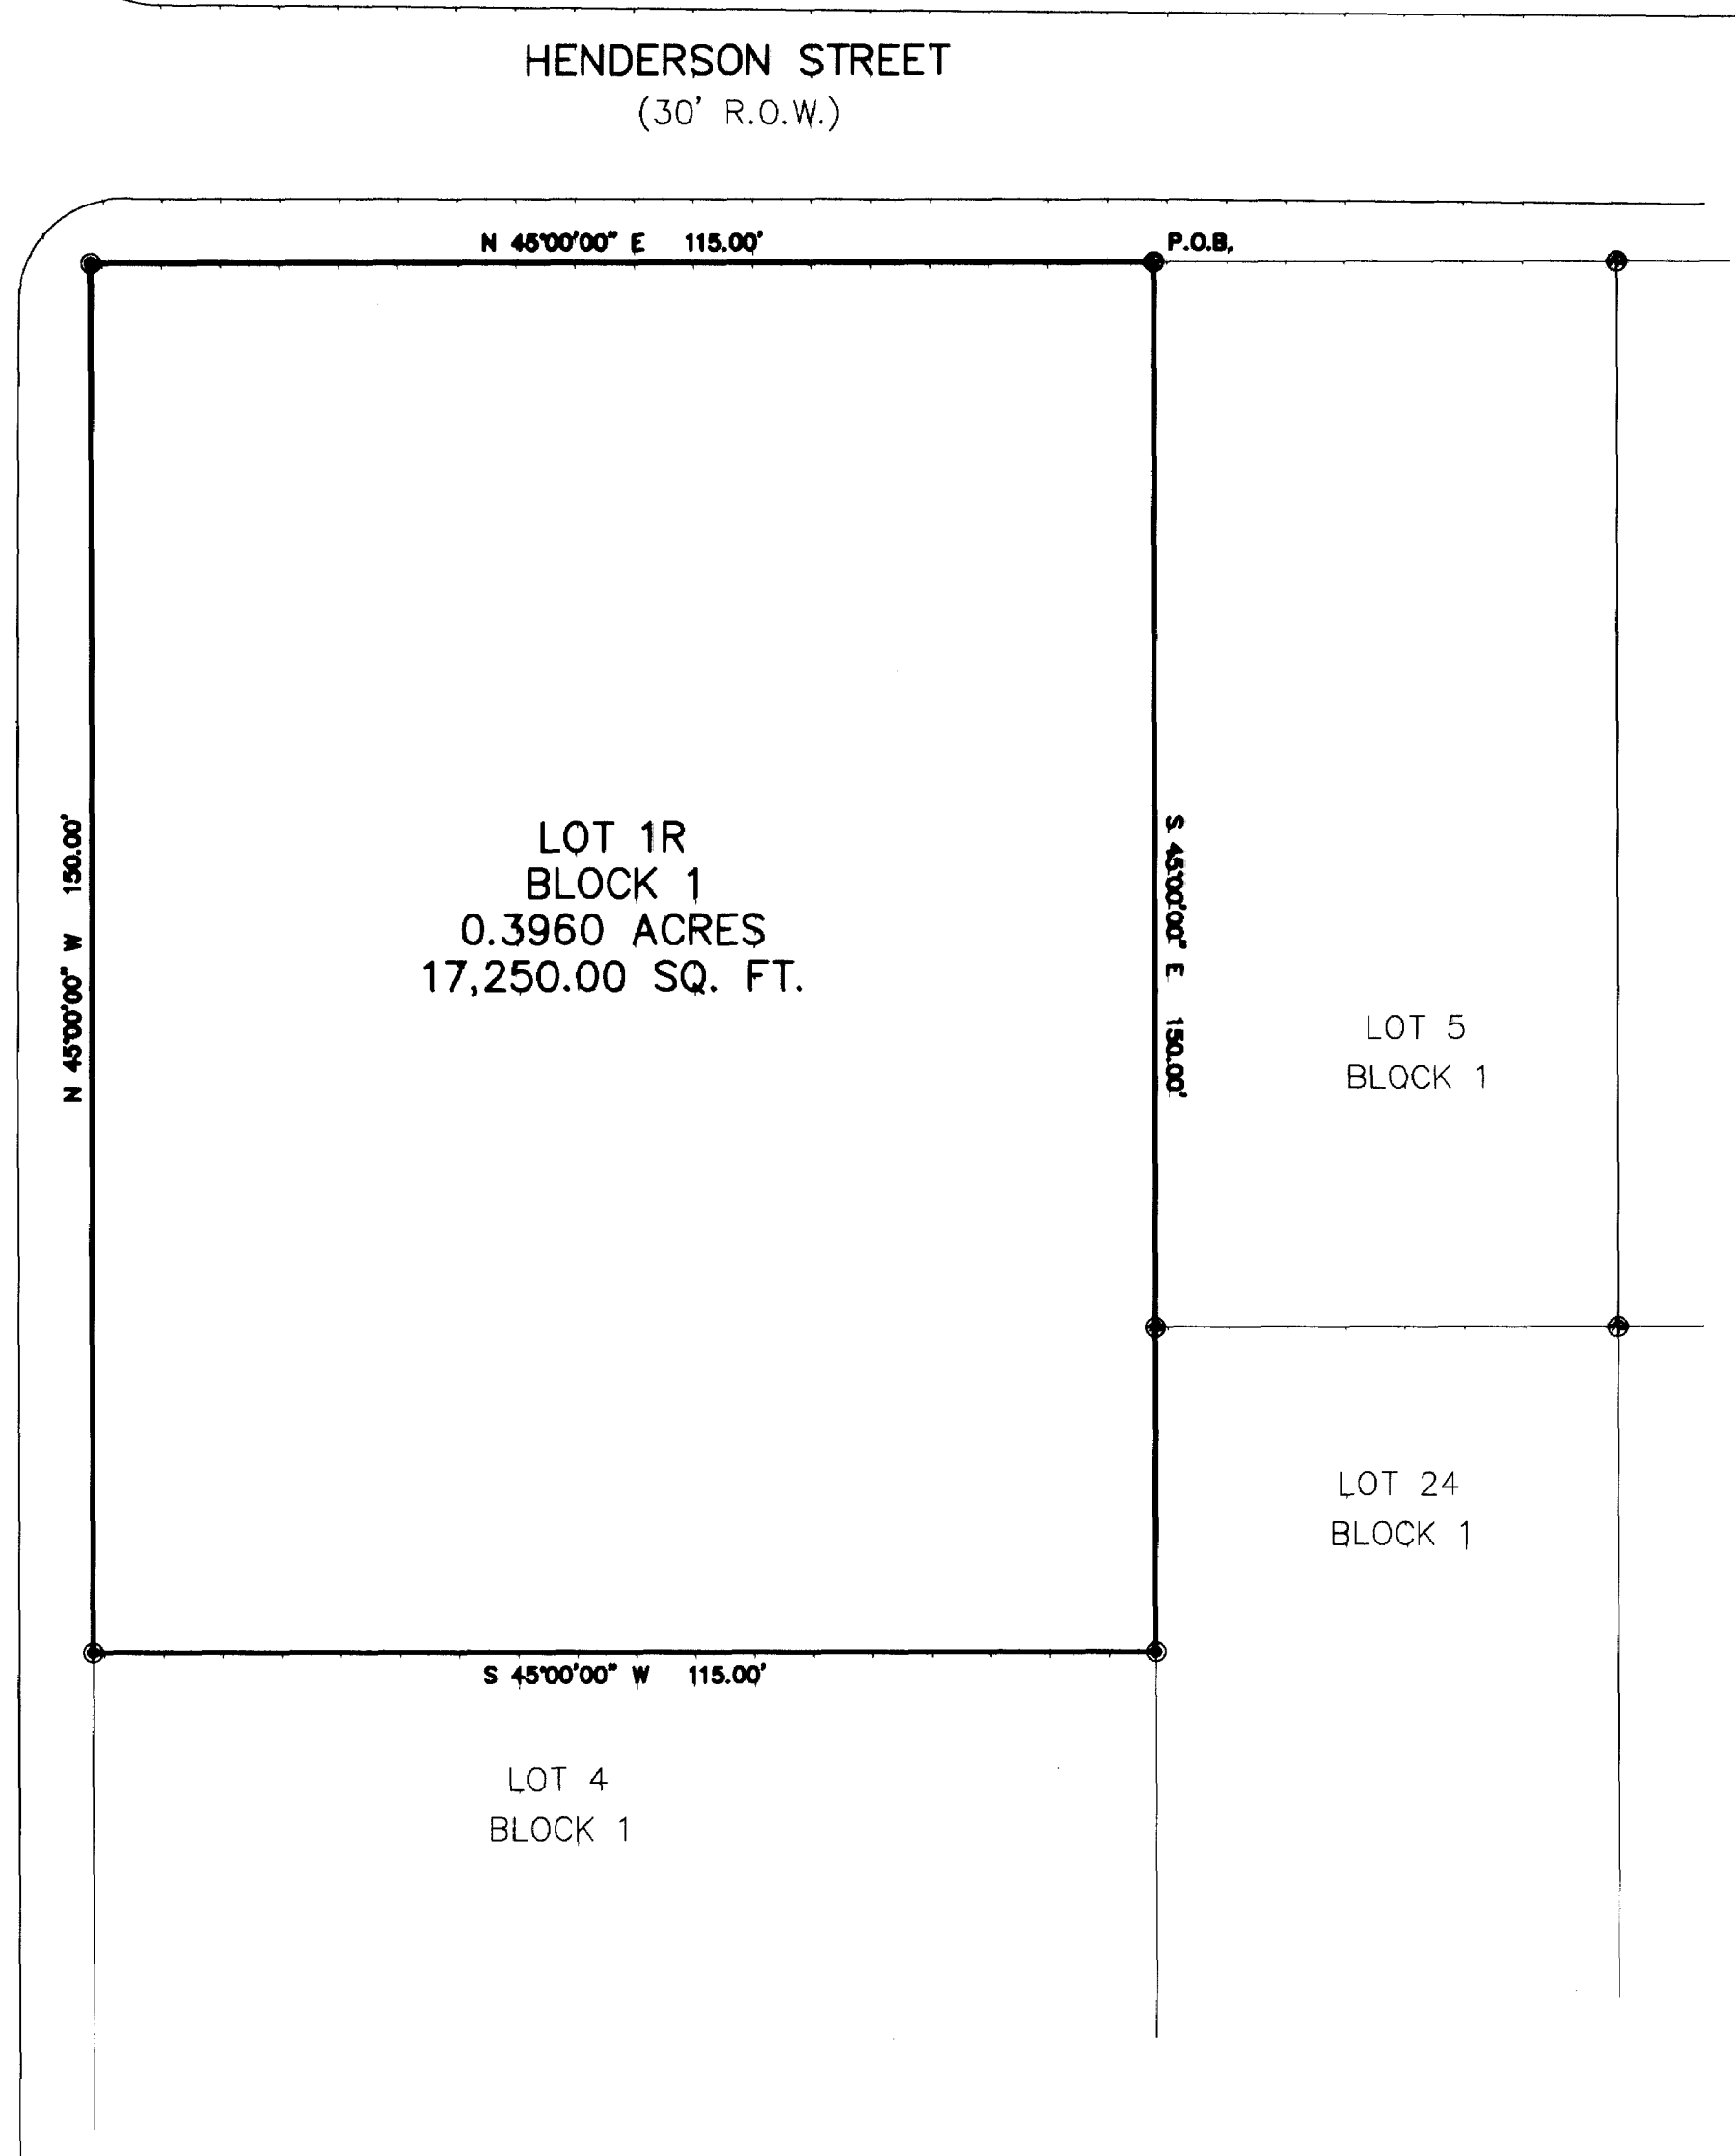 HENDERSON STREET
(30' R.O.W.)
N 45°00'00" E 115.00'
P.O.B.
N 45°00'00" W 150.00'
LOT 1R
BLOCK 1
0.3960 ACRES
17,250.00 SQ. FT.
S 45°00'00" E 150.00'
LOT 5
BLOCK 1
LOT 24
BLOCK 1
S 45°00'00" W 115.00'
LOT 4
BLOCK 1